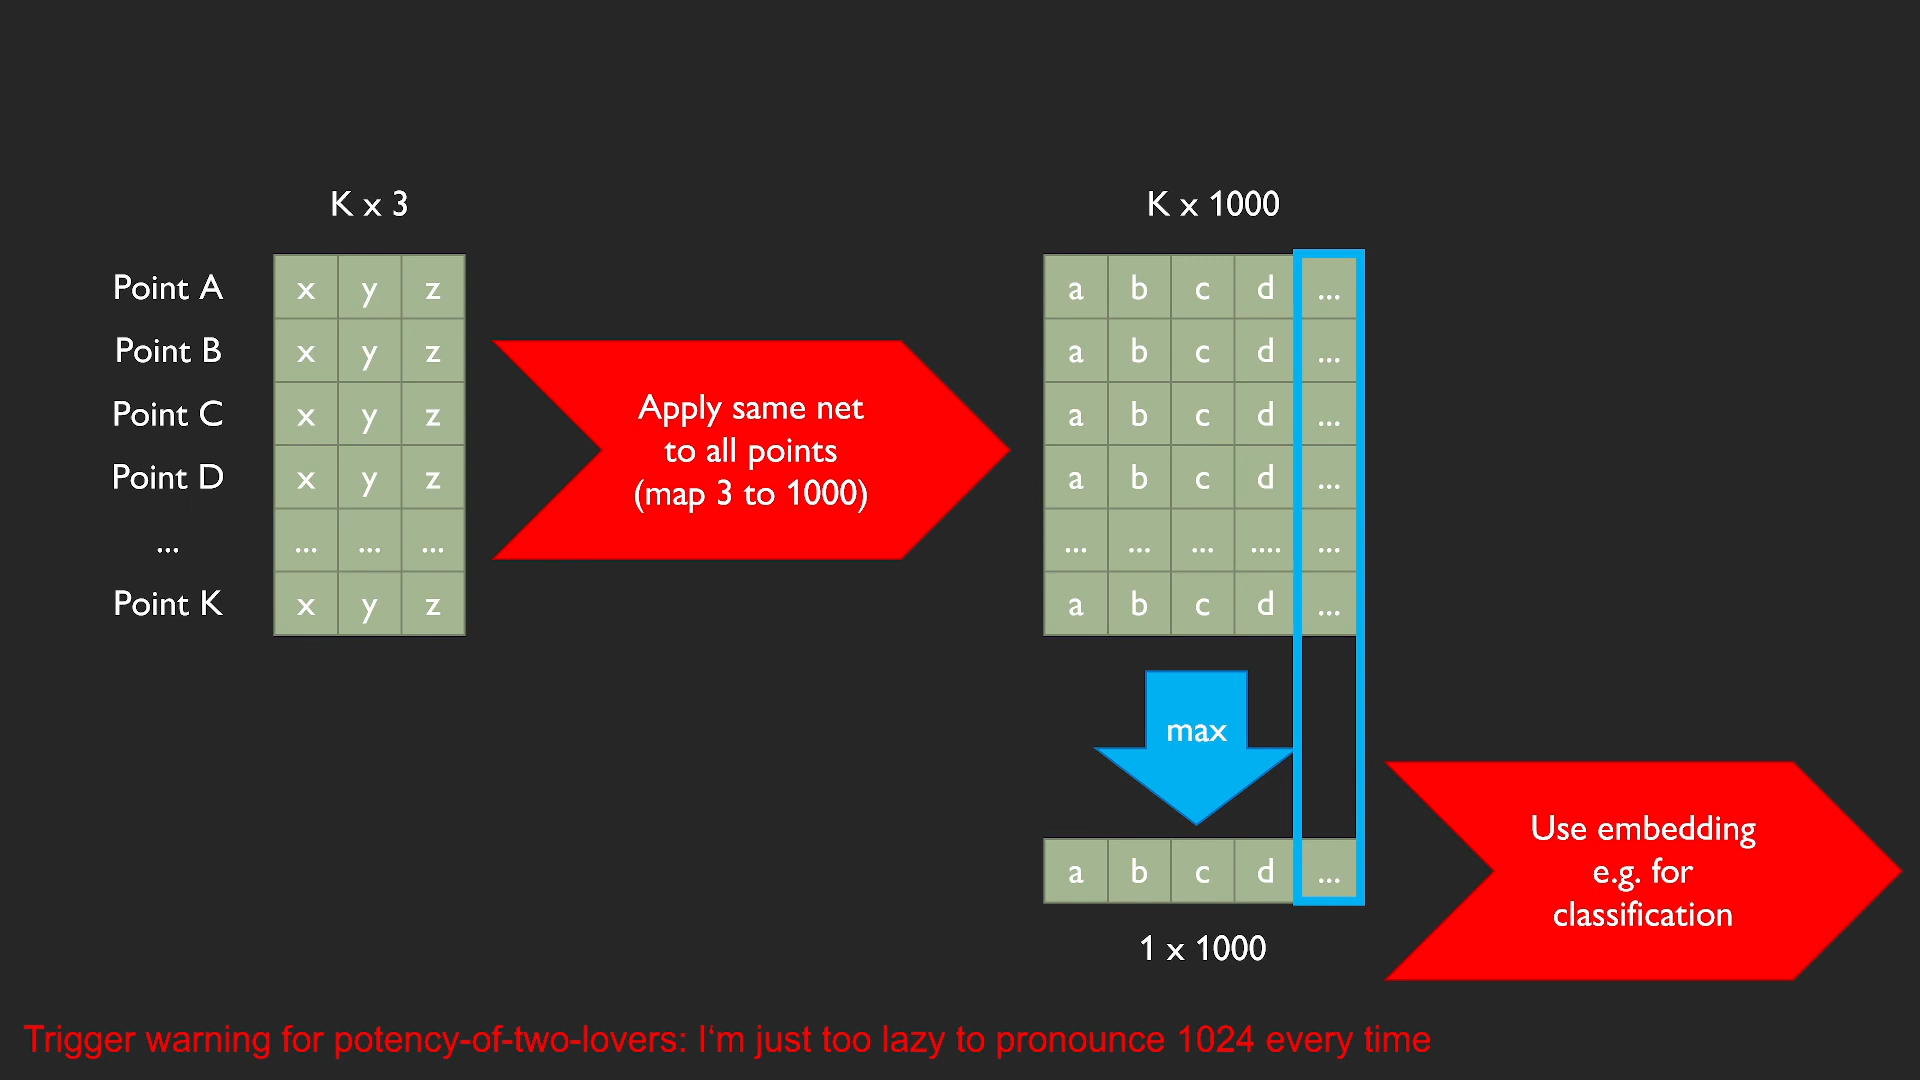 K x 3
K x 1000
Point A x y z a b c d ...
Point B x y z a b c d ...
Point C x y z a b c d ...
Point D x y z a b c d ...
... ... ... ... ... ... ... .... ...
Point K x y z a b c d ...
Apply same net
to all points
(map 3 to 1000)
max
a b c d ...
1 x 1000
Use embedding
e.g. for
classification
Trigger warning for potency-of-two-lovers: I‘m just too lazy to pronounce 1024 every time